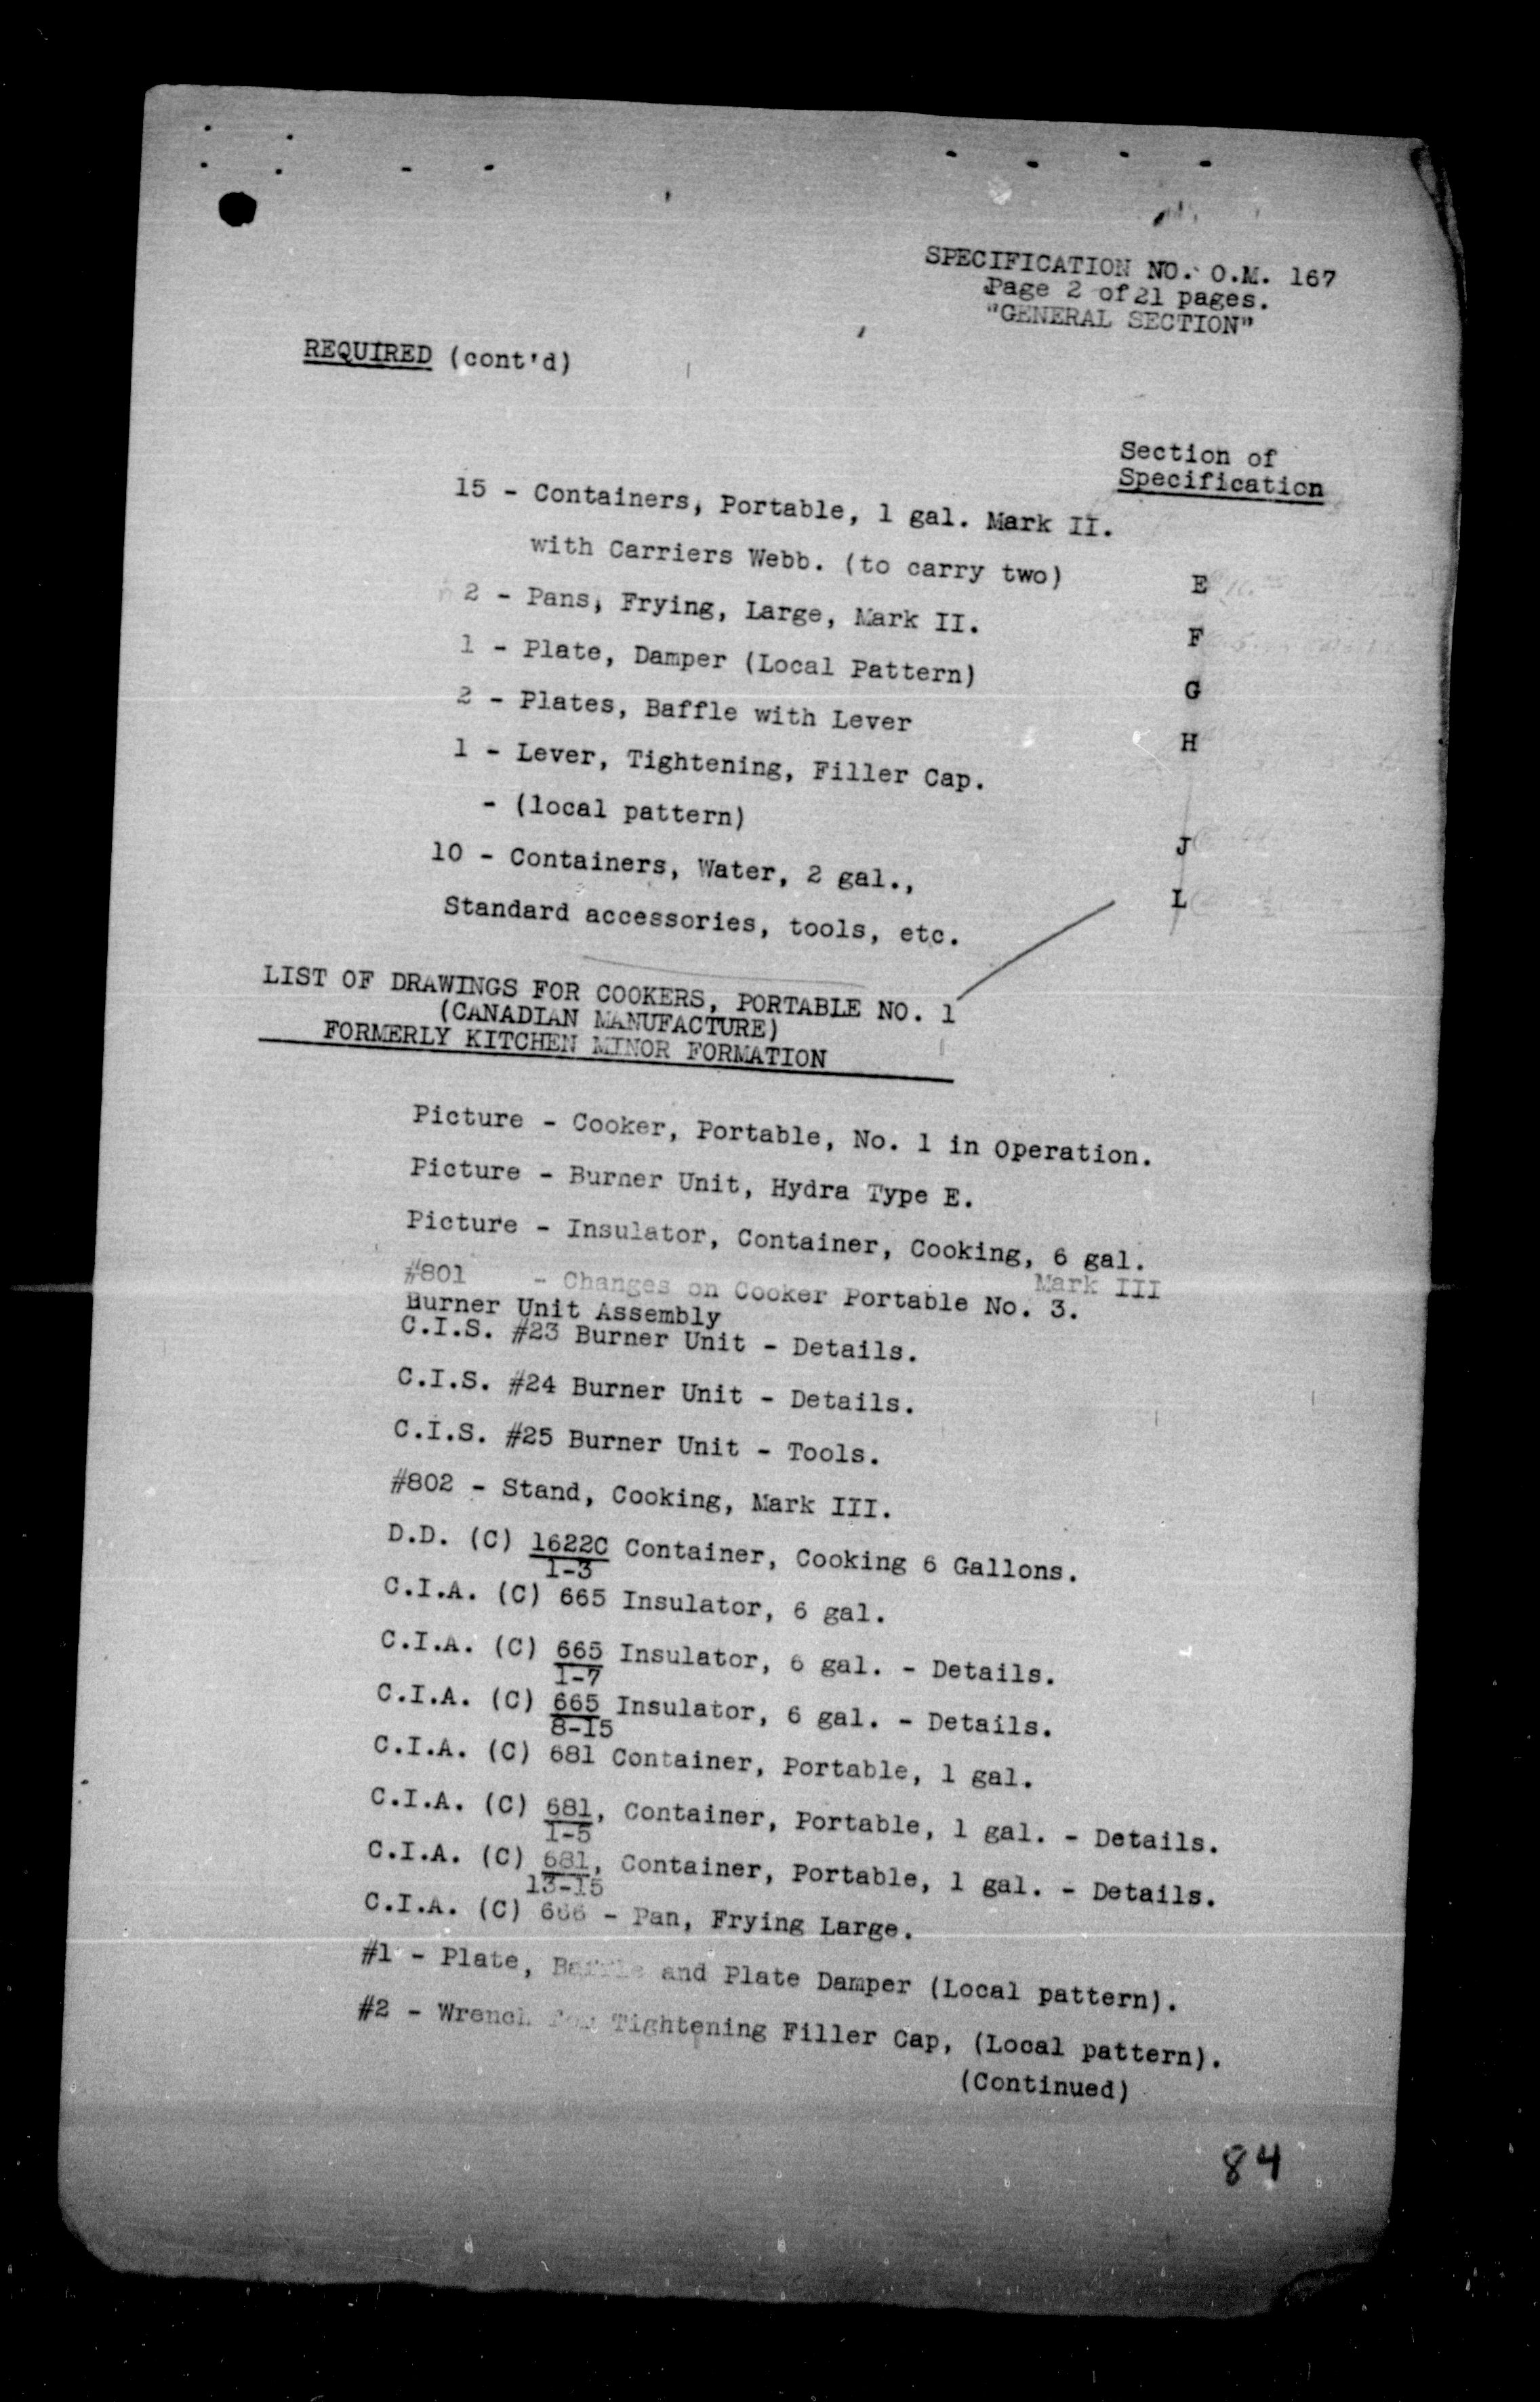 SPECIFICATION NO. O.M. 167
Page 2 of 21 pages.
"GENERAL SECTION"
REQUIRED (cont'd)
Section of
Specification
15 - Containers, Portable, 1 gal. Mark II.
with Carriers Webb. (to carry two) E
2 - Pans, Frying, Large, Mark II. F
1 - Plate, Damper (Local Pattern) G
2 - Plates, Baffle with Lever H
1 - Lever, Tightening, Filler Cap.
- (local pattern) J
10 - Containers, Water, 2 gal., L
Standard accessories, tools, etc.
LIST OF DRAWINGS FOR COOKERS, PORTABLE NO. 1
(CANADIAN MANUFACTURE)
FORMERLY KITCHEN MINOR FORMATION
Picture - Cooker, Portable, No. 1 in Operation.
Picture - Burner Unit, Hydra Type E.
Picture - Insulator, Container, Cooking, 6 gal.
Mark III
#801 - Changes on Cooker Portable No. 3.
Burner Unit Assembly
C.I.S. #23 Burner Unit - Details.
C.I.S. #24 Burner Unit - Details.
C.I.S. #25 Burner Unit - Tools.
#802 - Stand, Cooking, Mark III.
D.D. (C) 1622C Container, Cooking 6 Gallons.
1-3
C.I.A. (C) 665 Insulator, 6 gal.
C.I.A. (C) 665 Insulator, 6 gal. - Details.
1-7
C.I.A. (C) 665 Insulator, 6 gal. - Details.
8-15
C.I.A. (C) 681 Container, Portable, 1 gal.
C.I.A. (C) 681, Container, Portable, 1 gal. - Details.
1-5
C.I.A. (C) 681, Container, Portable, 1 gal. - Details.
13-15
C.I.A. (C) 666 - Pan, Frying Large.
#1 - Plate, Baffle and Plate Damper (Local pattern).
#2 - Wrench for Tightening Filler Cap, (Local pattern).
(Continued)
84